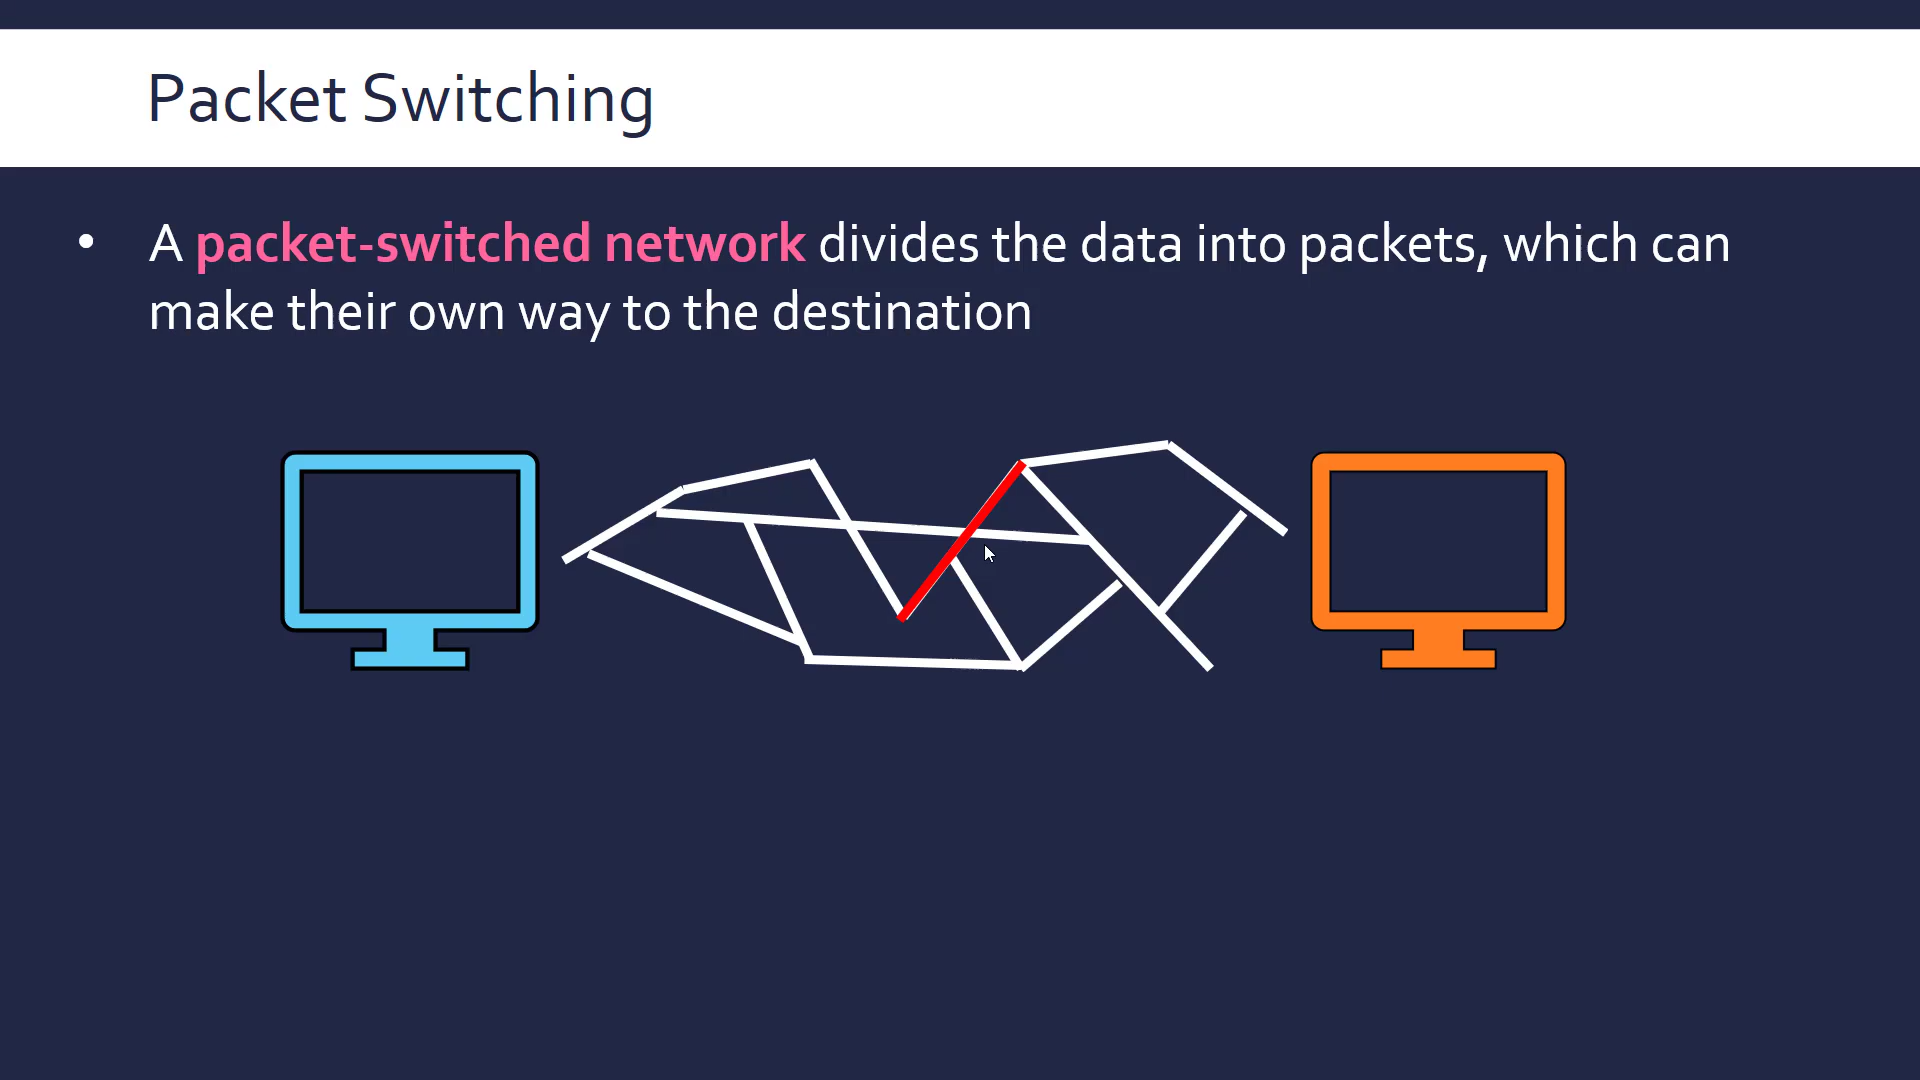 Packet Switching
• A packet-switched network divides the data into packets, which can
make their own way to the destination